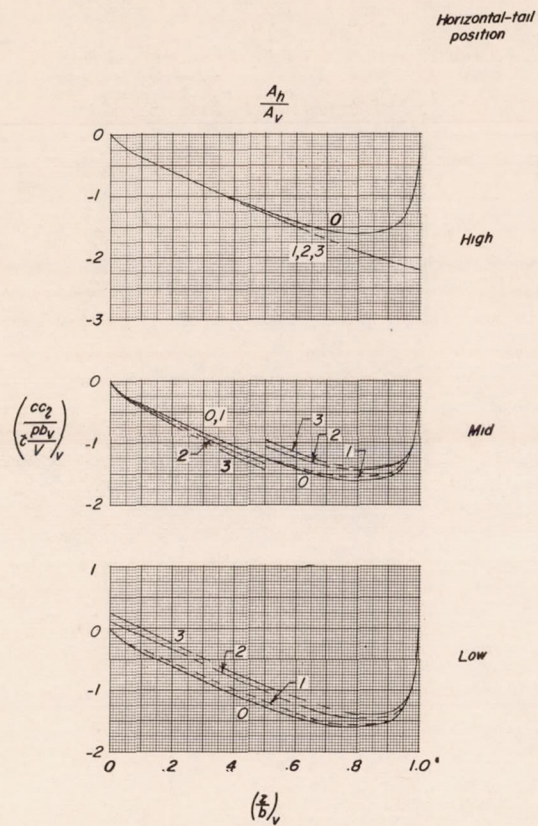 Horizontal-tail
position
A_h
A_v
0
-1
-2
-3
0
1,2,3
High
0
-1
-2
0,1
2
3
3
2
1
0
Mid
(cc_l / c̄ pb_v/V)_v
1
0
-1
-2
3
2
1
0
Low
0 .2 .4 .6 .8 1.0
(z/b)_v